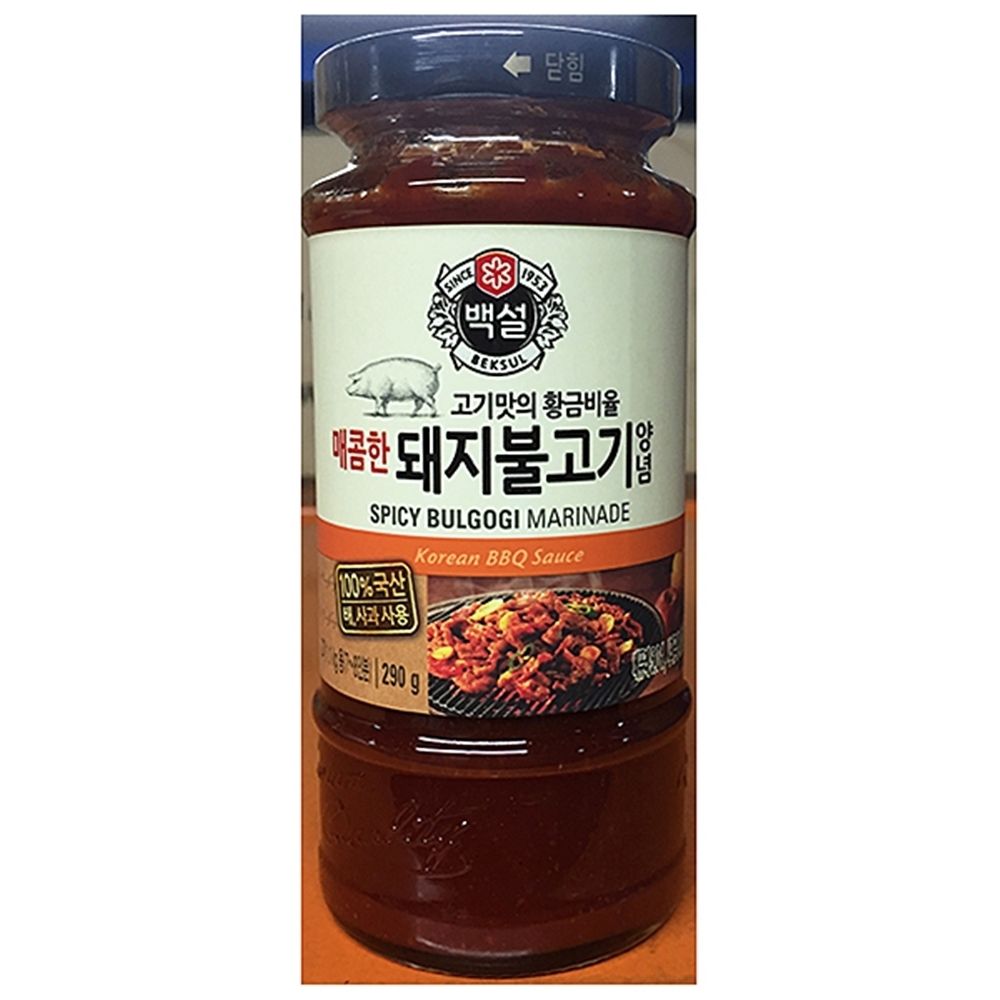 닫힘
SINCE 1953
백설
BEKSUL
고기맛의 황금비율
매콤한 돼지불고기 양념
SPICY BULGOGI MARINADE
Korean BBQ Sauce
100% 국산
배, 사과 사용
290 g